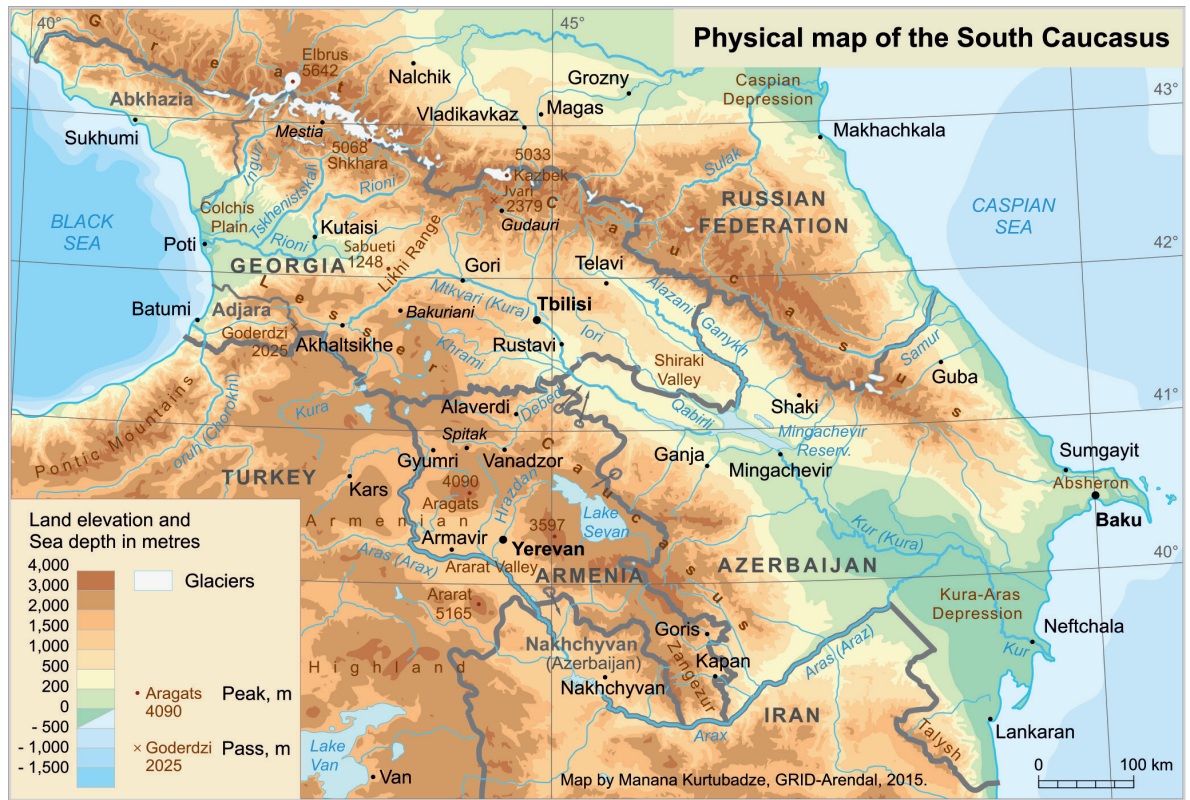 Physical map of the South Caucasus
40°
45°
43°
42°
41°
40°
Great Caucasus
Elbrus
5642
Nalchik
Grozny
Caspian
Depression
Abkhazia
Vladikavkaz
Magas
Sukhumi
Mestia
Makhachkala
5068
Shkhara
5033
Kazbek
Sulak
Inguri
Tskhenistskali
Rioni
Jvari
2379
Gudauri
RUSSIAN
FEDERATION
CASPIAN
SEA
BLACK
SEA
Colchis
Plain
Kutaisi
Rioni
Poti
Sabueti
1248
Likhi Range
GEORGIA
Gori
Telavi
Lesser Caucasus
Mtkvari (Kura)
Alazani
Ganykh
Batumi
Adjara
Bakuriani
Tbilisi
Iori
Samur
Goderdzi
2025
Akhaltsikhe
Khrami
Rustavi
Shiraki
Valley
Guba
Pontic Mountains
oruh (Chorokhi)
Kura
Alaverdi
Debed
Qabirli
Shaki
Spitak
Mingachevir
Reserv.
Gyumri
Vanadzor
Ganja
Mingachevir
Sumgayit
TURKEY
Kars
4090
Aragats
Hrazdan
Absheron
Baku
Lake
Sevan
3597
Armenian
Armavir
Yerevan
Kur (Kura)
Aras (Arax)
Ararat Valley
ARMENIA
AZERBAIJAN
Ararat
5165
Kura-Aras
Depression
Goris
Neftchala
Nakhchyvan
(Azerbaijan)
Zangezur
Kapan
Aras (Araz)
Kur
Highland
Nakhchyvan
IRAN
Arax
Talysh
Lankaran
Lake
Van
Van
Map by Manana Kurtubadze, GRID-Arendal, 2015.
0
100 km
Land elevation and
Sea depth in metres
4,000
3,000
2,000
1,500
1,000
500
200
0
- 500
- 1,000
- 1,500
Glaciers
Aragats
4090
Peak, m
Goderdzi
2025
Pass, m